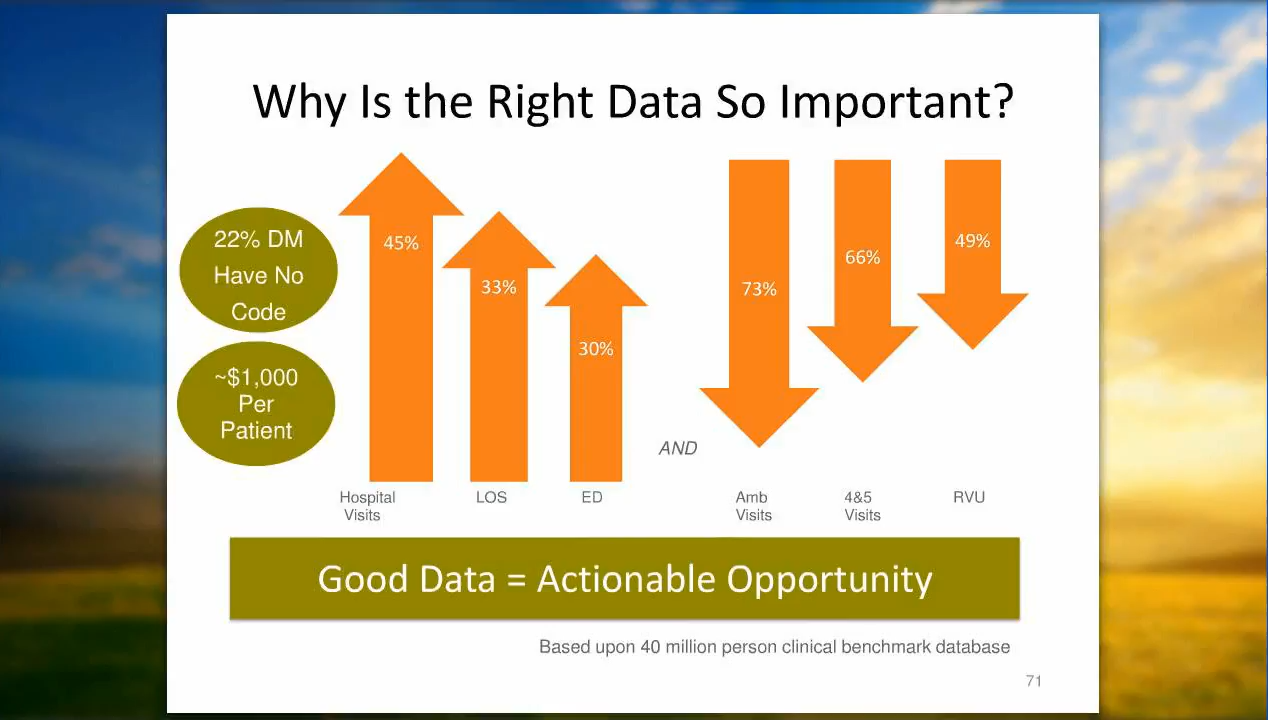 Why Is the Right Data So Important?
22% DM
Have No
Code
~$1,000
Per
Patient
45%
33%
30%
AND
73%
66%
49%
Hospital
Visits
LOS
ED
Amb
Visits
4&5
Visits
RVU
Good Data = Actionable Opportunity
Based upon 40 million person clinical benchmark database
71